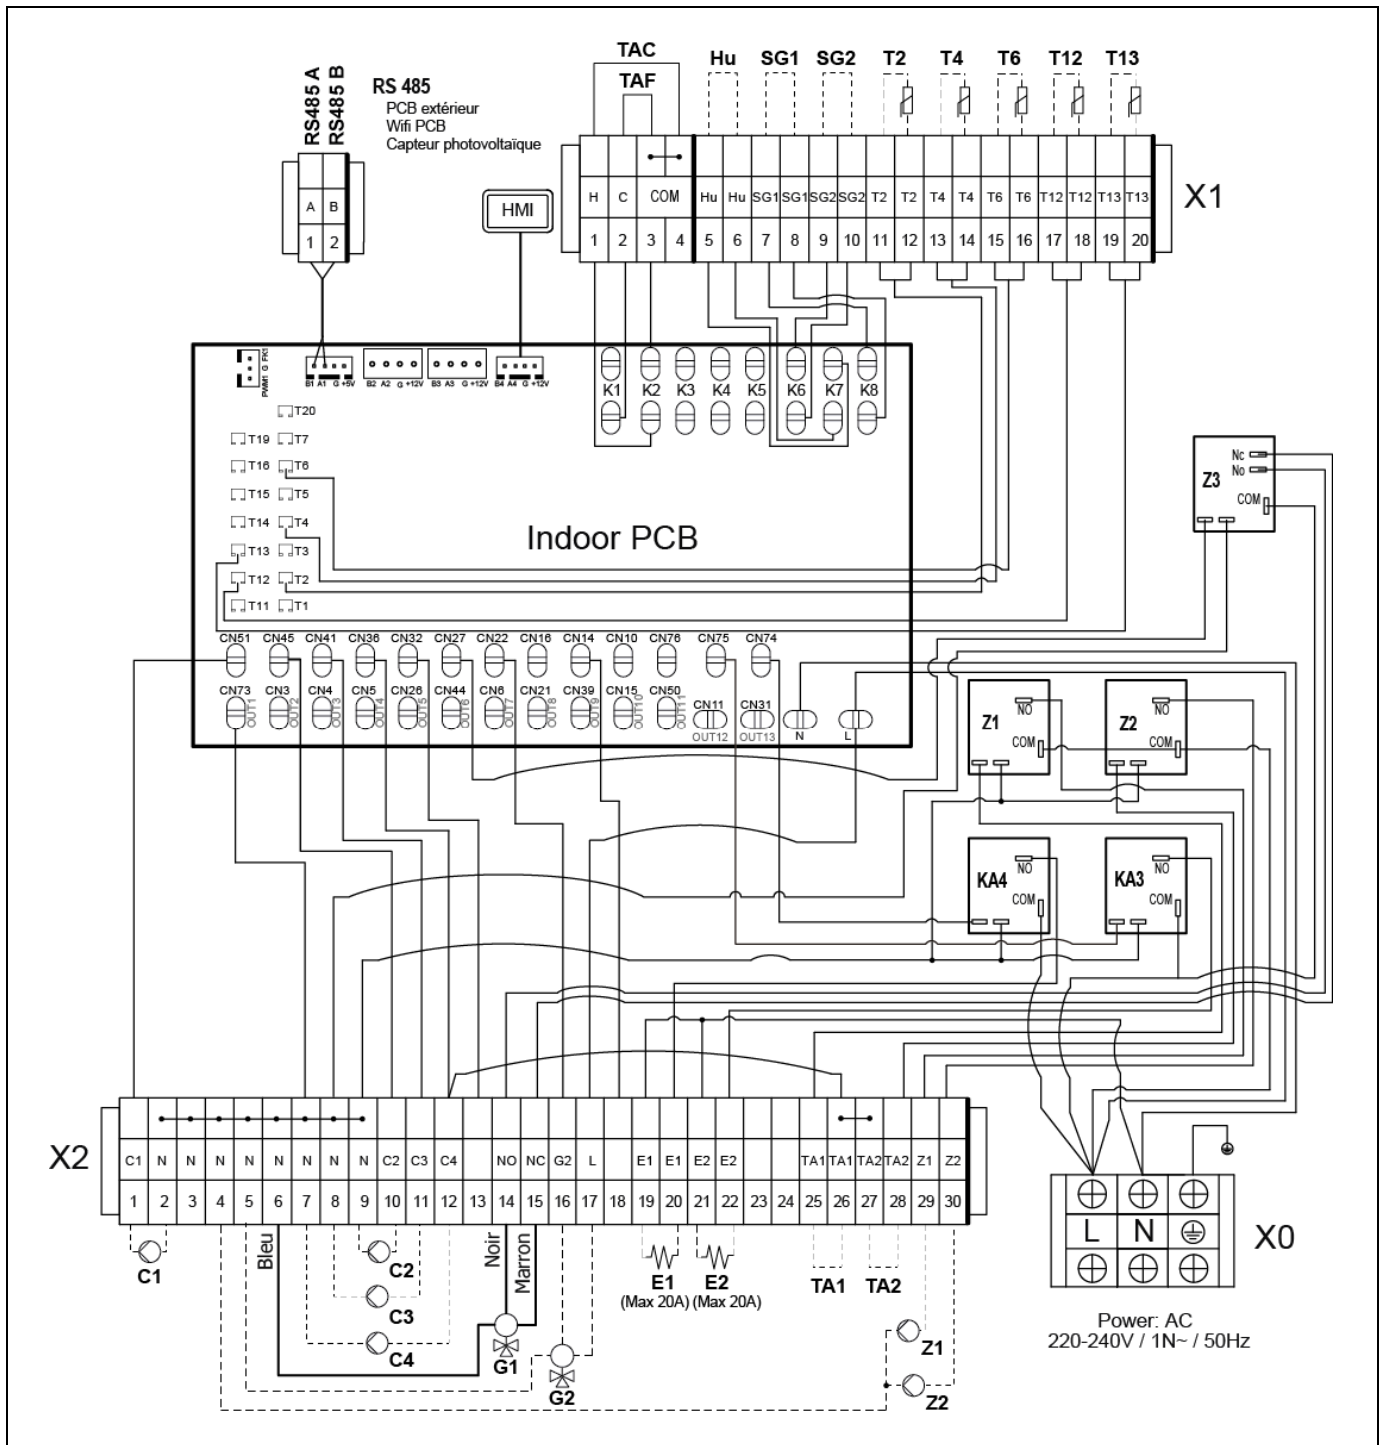 TAC
TAF
Hu SG1 SG2 T2 T4 T6 T12 T13
RS485 A
RS485 B
RS 485
PCB extérieur
Wifi PCB
Capteur photovoltaïque
A B
1 2
HMI
H C COM Hu Hu SG1 SG1 SG2 SG2 T2 T2 T4 T4 T6 T6 T12 T12 T13 T13
1 2 3 4 5 6 7 8 9 10 11 12 13 14 15 16 17 18 19 20
X1
PWM1 G FK1
B1 A1 G +5V
B2 A2 G +12V
B3 A3 G +12V
B4 A4 G +12V
K1 K2 K3 K4 K5 K6 K7 K8
T20
T19 T7
T16 T6
T15 T5
T14 T4
T13 T3
T12 T2
T11 T1
Indoor PCB
CN51 CN45 CN41 CN36 CN32 CN27 CN22 CN16 CN14 CN10 CN76 CN75 CN74
CN73 CN3 CN4 CN5 CN26 CN44 CN6 CN21 CN39 CN15 CN50 CN11 CN31
OUT1 OUT2 OUT3 OUT4 OUT5 OUT6 OUT7 OUT8 OUT9 OUT10 OUT11 OUT12 OUT13
N L
Z3
Nc
No
COM
Z1
NO
COM
Z2
NO
COM
KA4
NO
COM
KA3
NO
COM
X2
C1 N N N N N N N N C2 C3 C4 NO NC G2 L E1 E1 E2 E2 TA1 TA1 TA2 TA2 Z1 Z2
1 2 3 4 5 6 7 8 9 10 11 12 13 14 15 16 17 18 19 20 21 22 23 24 25 26 27 28 29 30
Bleu
Noir
Marron
C1
C2
C3
C4
G1
G2
E1
(Max 20A)
E2
(Max 20A)
TA1
TA2
Z1
Z2
L N
X0
Power: AC
220-240V / 1N~ / 50Hz